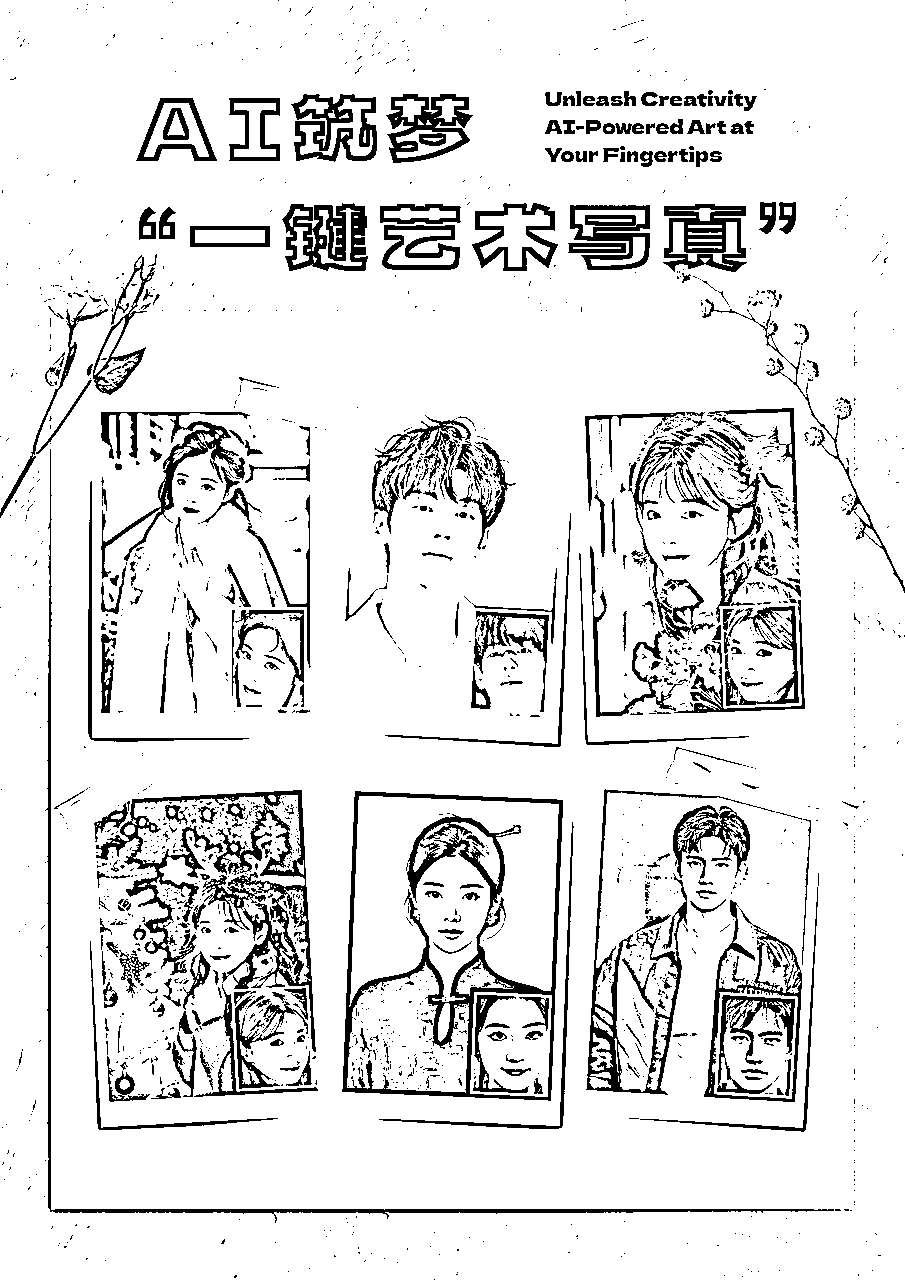 AI筑梦
Unleash Creativity
AI-Powered Art at
Your Fingertips
“一键艺术写真”